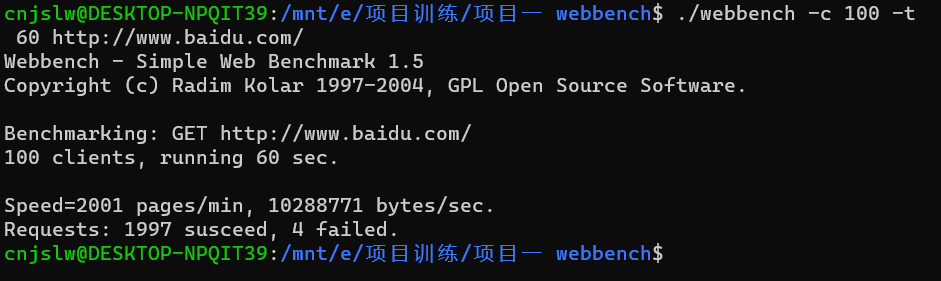 cnjslw@DESKTOP-NPQIT39:/mnt/e/项目训练/项目一 webbench$ ./webbench -c 100 -t
 60 http://www.baidu.com/
Webbench - Simple Web Benchmark 1.5
Copyright (c) Radim Kolar 1997-2004, GPL Open Source Software.

Benchmarking: GET http://www.baidu.com/
100 clients, running 60 sec.

Speed=2001 pages/min, 10288771 bytes/sec.
Requests: 1997 susceed, 4 failed.
cnjslw@DESKTOP-NPQIT39:/mnt/e/项目训练/项目一 webbench$